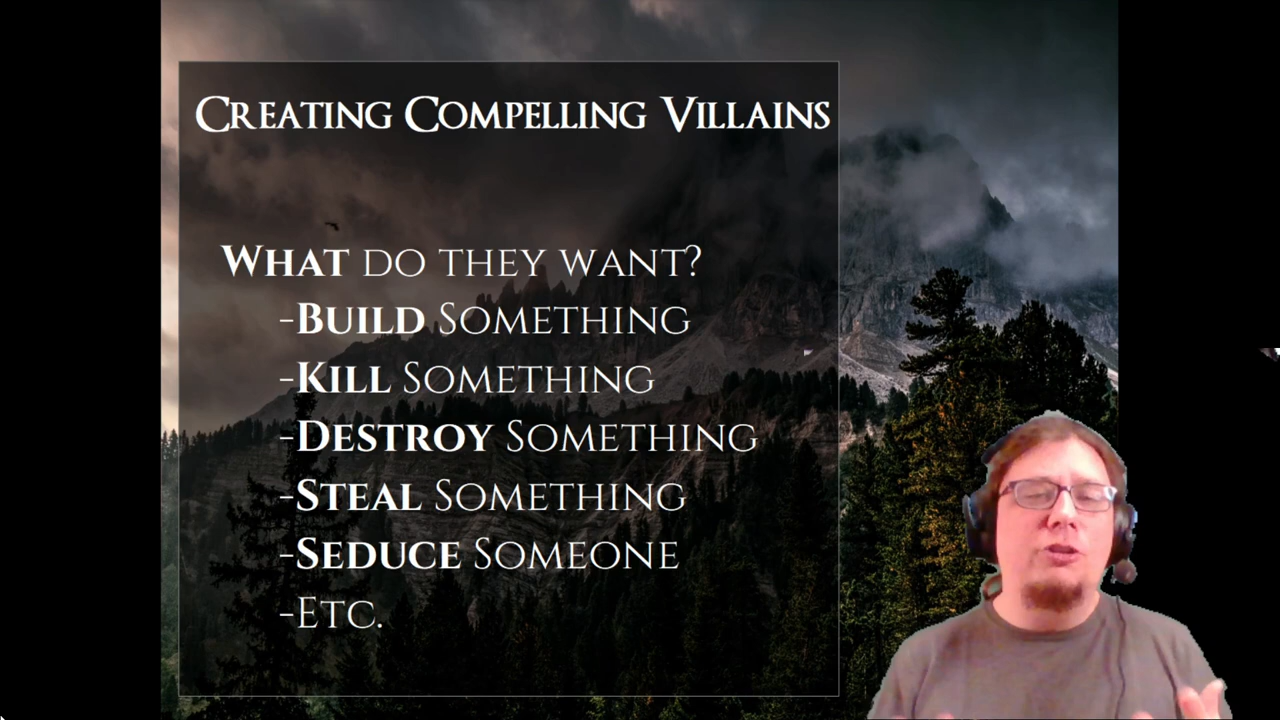 Creating Compelling Villains
What do they want?
-Build Something
-Kill Something
-Destroy Something
-Steal Something
-Seduce Someone
-Etc.